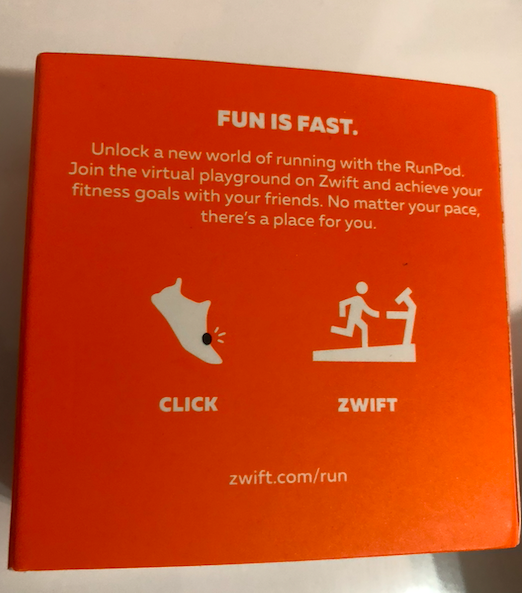 FUN IS FAST.
Unlock a new world of running with the RunPod.
Join the virtual playground on Zwift and achieve your
fitness goals with your friends. No matter your pace,
there's a place for you.
CLICK
ZWIFT
zwift.com/run